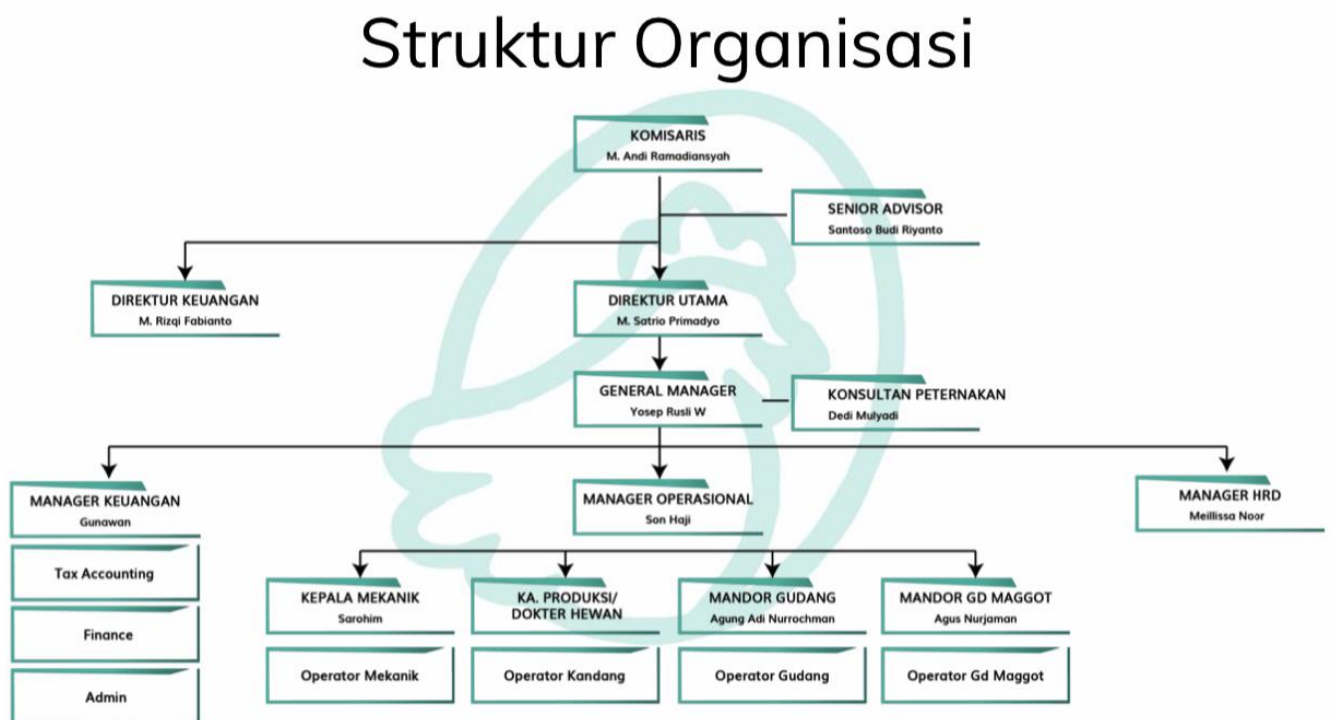 Struktur Organisasi
KOMISARIS
M. Andi Ramadiansyah
SENIOR ADVISOR
Santoso Budi Riyanto
DIREKTUR KEUANGAN
M. Rizqi Fabianto
DIREKTUR UTAMA
M. Satrio Primadyo
GENERAL MANAGER
Yosep Rusli W
KONSULTAN PETERNAKAN
Dedi Mulyadi
MANAGER KEUANGAN
Gunawan
Tax Accounting
Finance
Admin
MANAGER OPERASIONAL
Son Haji
MANAGER HRD
Meillissa Noor
KEPALA MEKANIK
Sarohim
Operator Mekanik
KA. PRODUKSI/
DOKTER HEWAN
Operator Kandang
MANDOR GUDANG
Agung Adi Nurrochman
Operator Gudang
MANDOR GD MAGGOT
Agus Nurjaman
Operator Gd Maggot